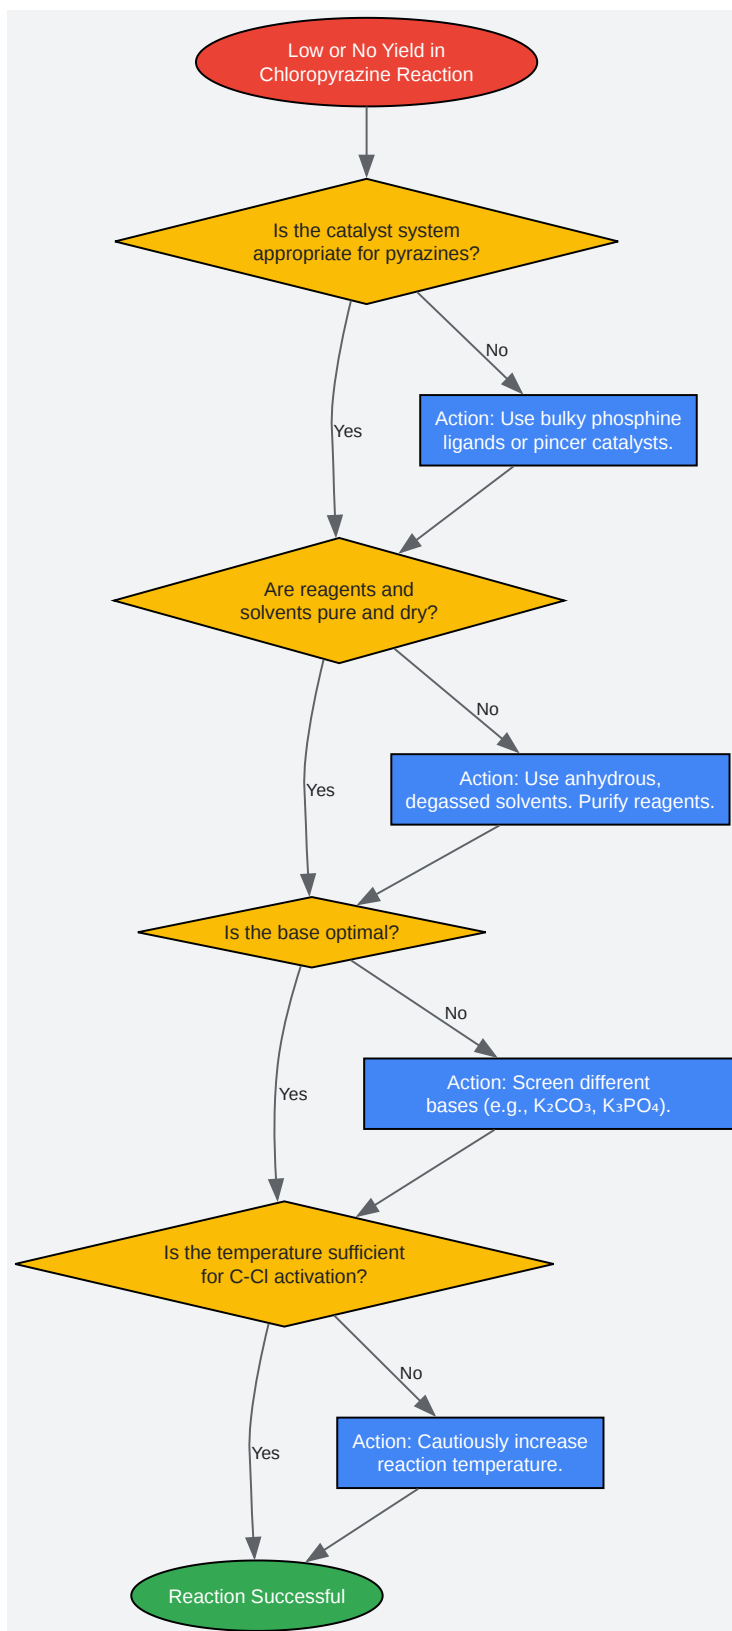 Low or No Yield in
Chloropyrazine Reaction
Is the catalyst system
appropriate for pyrazines?
No
Action: Use bulky phosphine
ligands or pincer catalysts.
Yes
Are reagents and
solvents pure and dry?
No
Action: Use anhydrous,
degassed solvents. Purify reagents.
Yes
Is the base optimal?
No
Action: Screen different
bases (e.g., K₂CO₃, K₃PO₄).
Yes
Is the temperature sufficient
for C-Cl activation?
No
Action: Cautiously increase
reaction temperature.
Yes
Reaction Successful